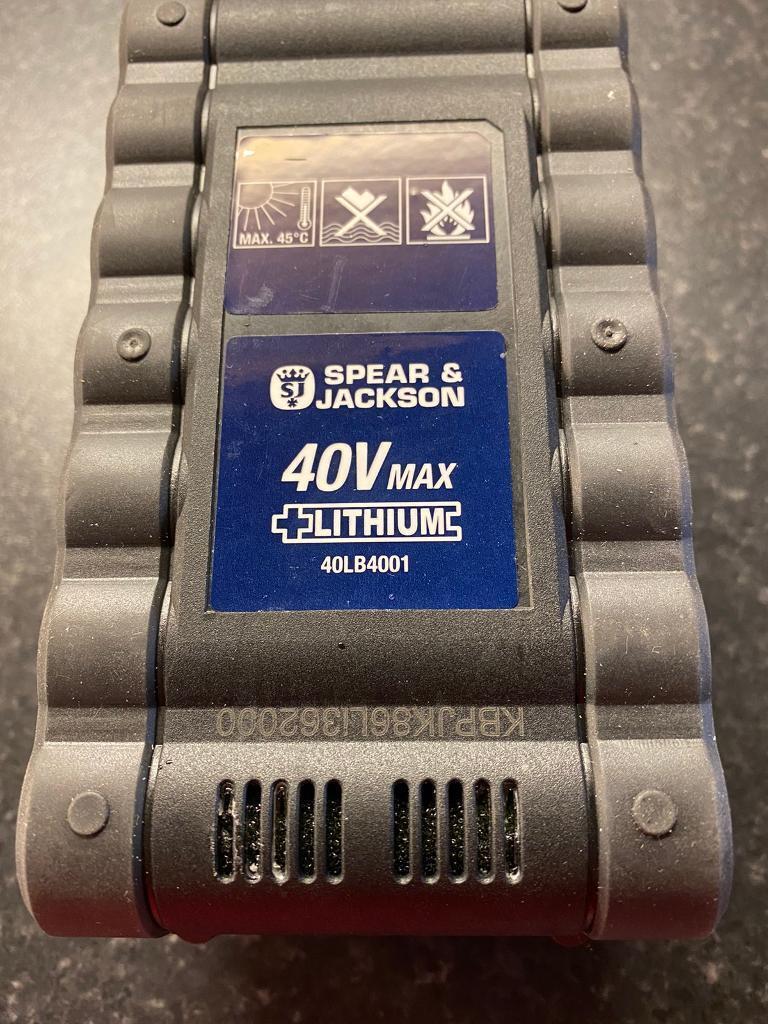 MAX. 45°C
SJ
SPEAR &
JACKSON
40V MAX
LITHIUM
40LB4001
KBPJK86Li362000